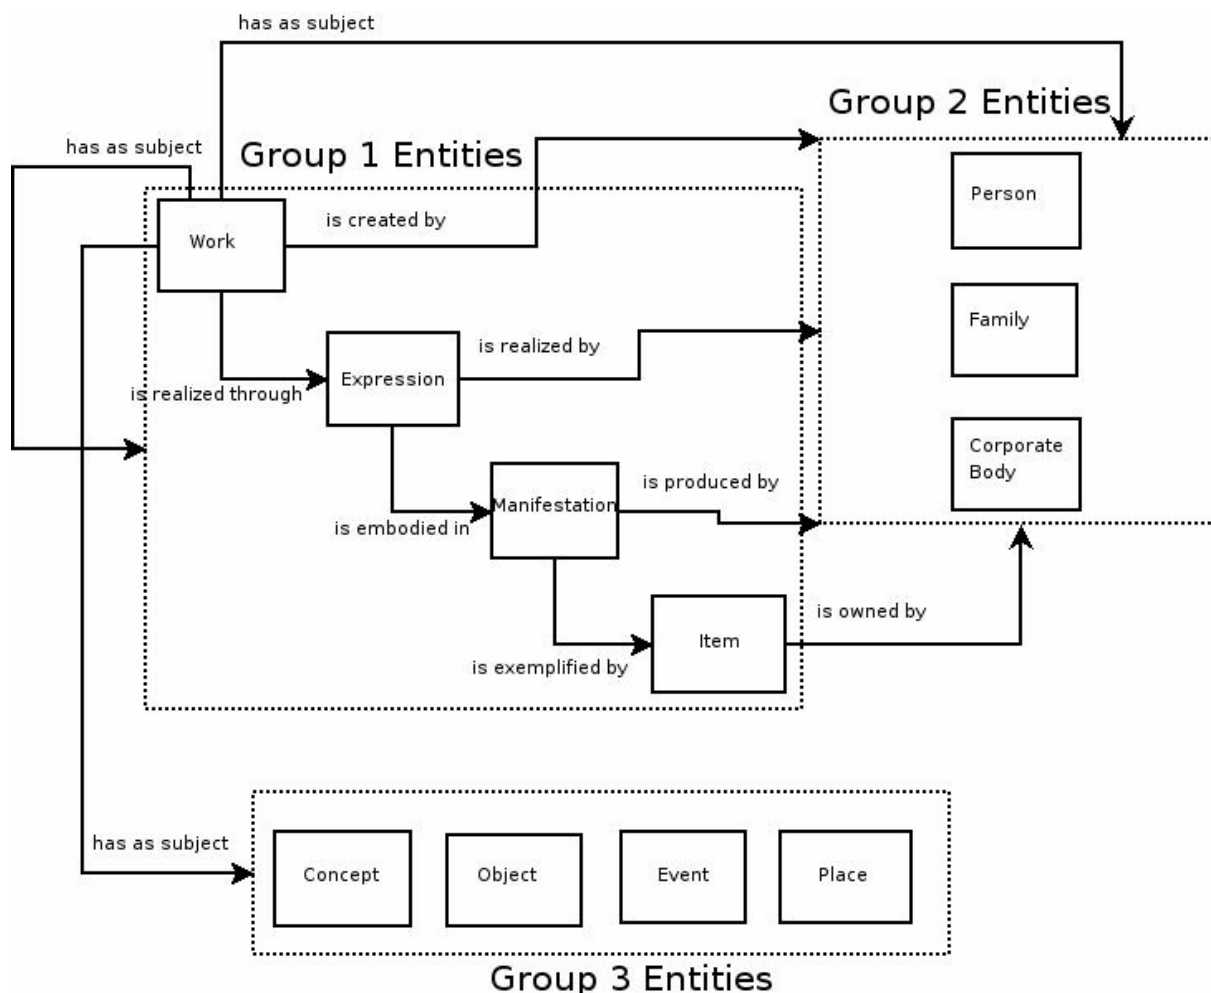 has as subject
Group 2 Entities
has as subject
Group 1 Entities
Person
is created by
Work
Family
is realized by
Expression
is realized through
Corporate
Body
is produced by
Manifestation
is embodied in
is owned by
Item
is exemplified by
has as subject
Concept
Object
Event
Place
Group 3 Entities